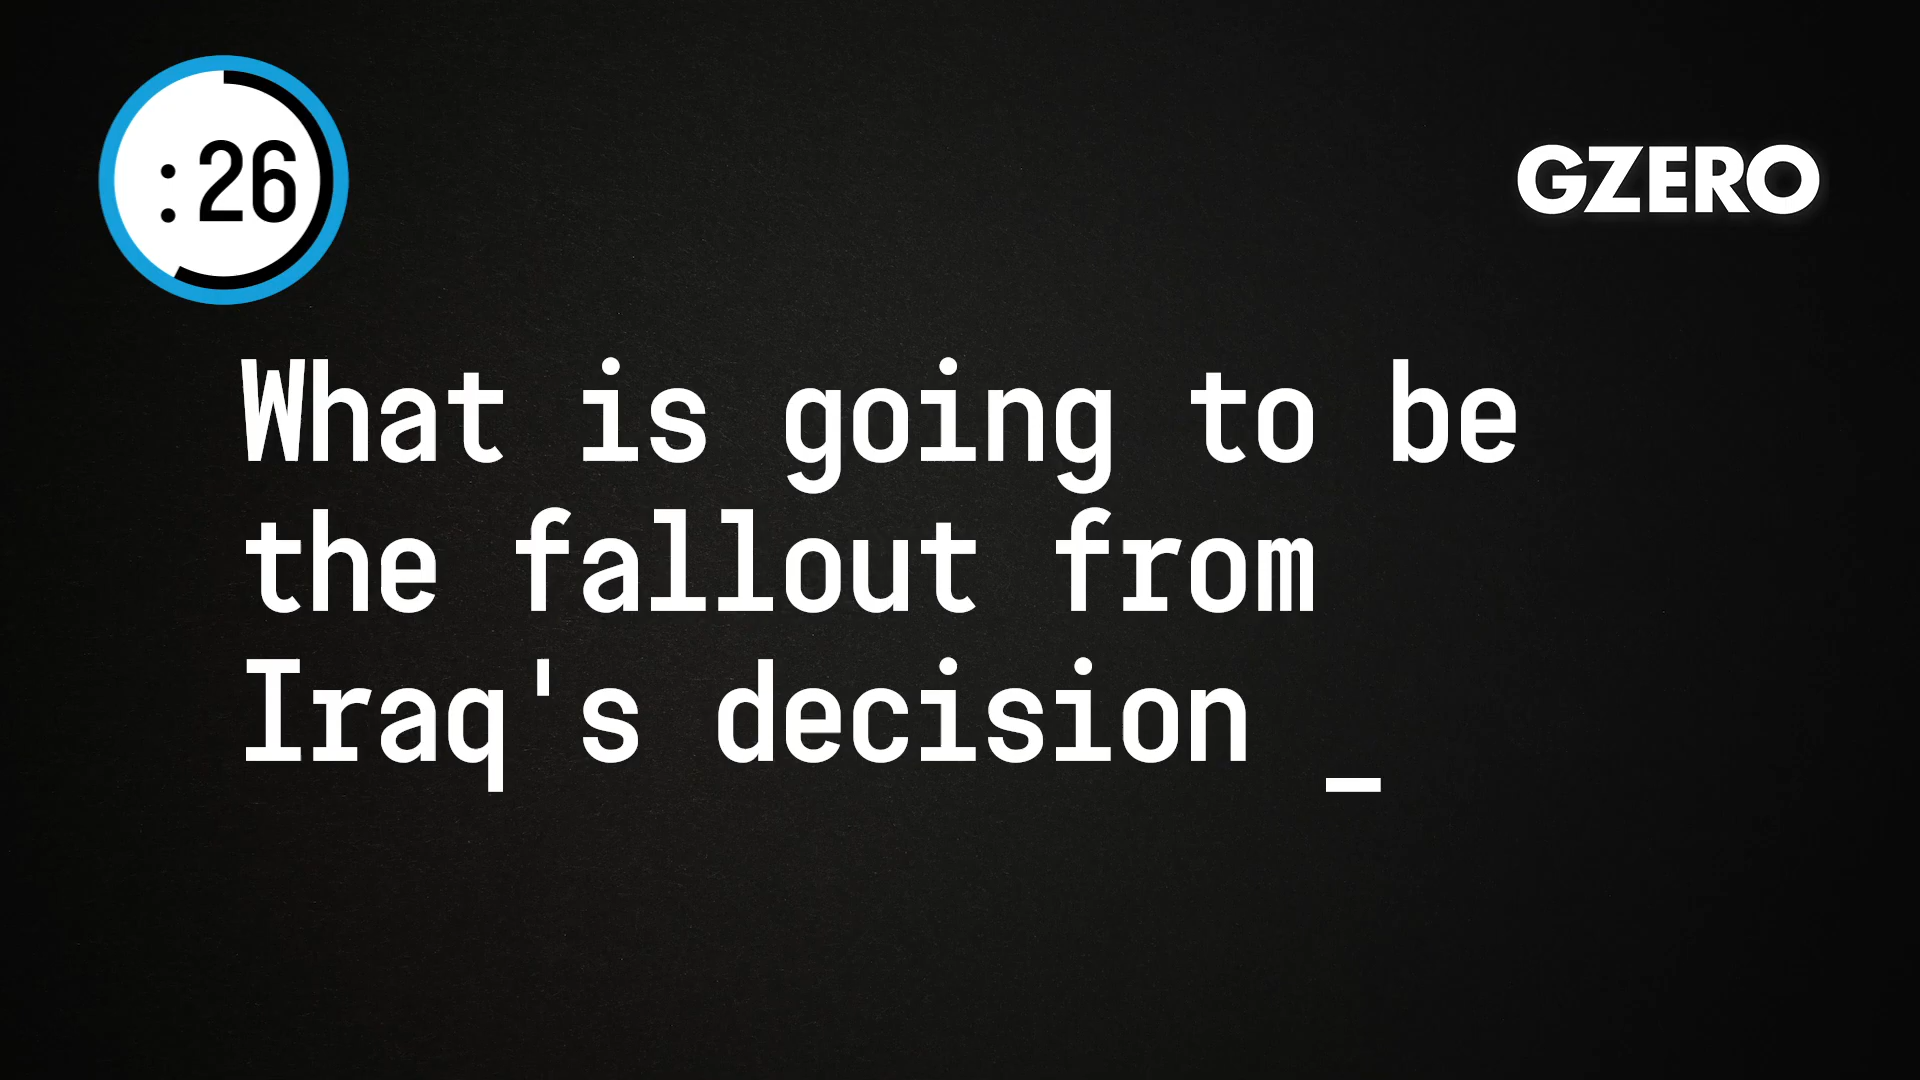 :26
GZERO
What is going to be
the fallout from
Iraq's decision _